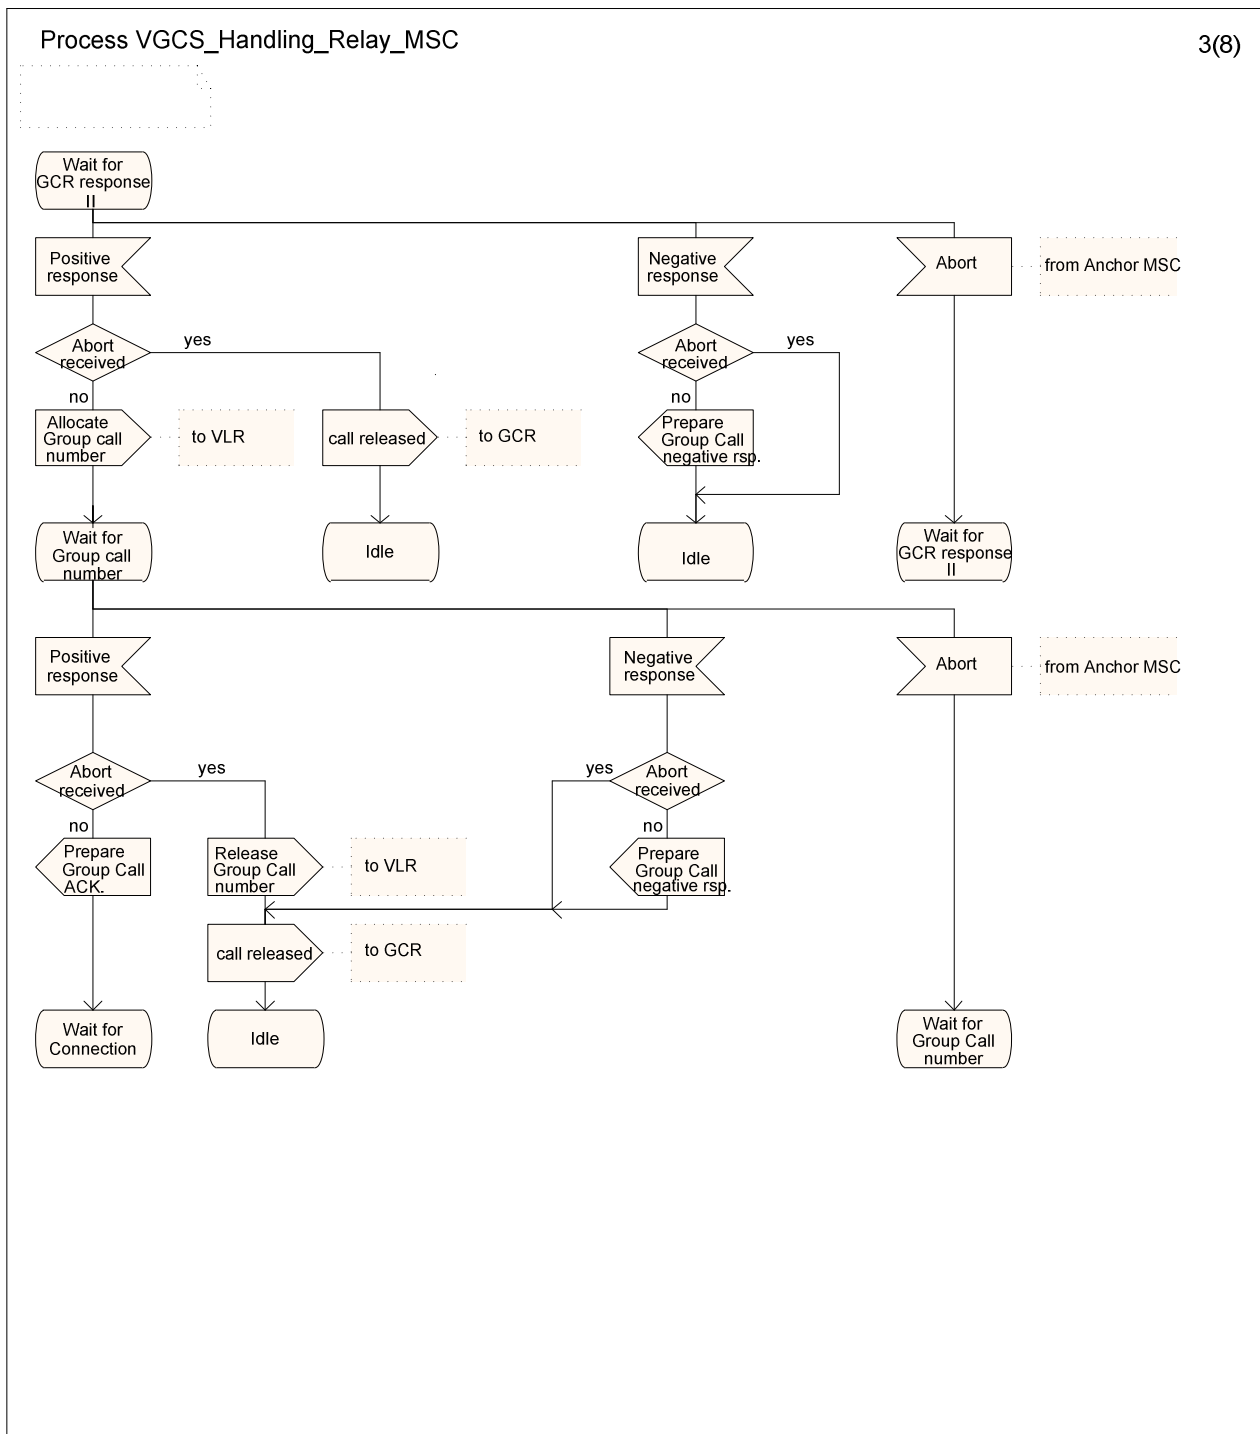 Process VGCS_Handling_Relay_MSC
3(8)
Wait for
GCR response
II
Positive
response
Negative
response
Abort
from Anchor MSC
Abort
received
yes
no
Abort
received
yes
no
Allocate
Group call
number
to VLR
call released
to GCR
Prepare
Group Call
negative rsp.
Wait for
Group call
number
Idle
Idle
Wait for
GCR response
II
Positive
response
Negative
response
Abort
from Anchor MSC
Abort
received
yes
no
yes
Abort
received
no
Prepare
Group Call
ACK.
Release
Group Call
number
to VLR
Prepare
Group Call
negative rsp.
call released
to GCR
Wait for
Connection
Idle
Wait for
Group Call
number